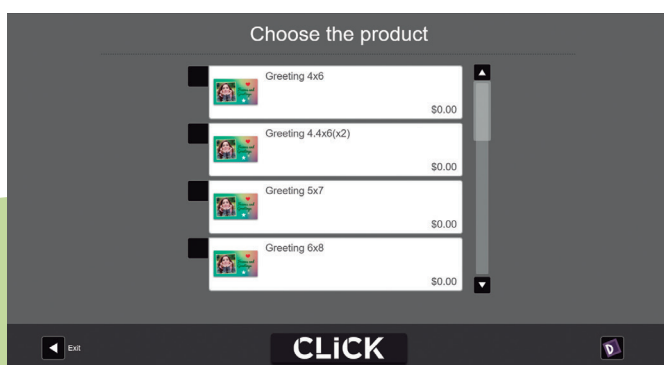 Choose the product
Greeting 4x6
$0.00
Greeting 4.4x6(x2)
$0.00
Greeting 5x7
$0.00
Greeting 6x8
$0.00
Exit
CLiCK
D